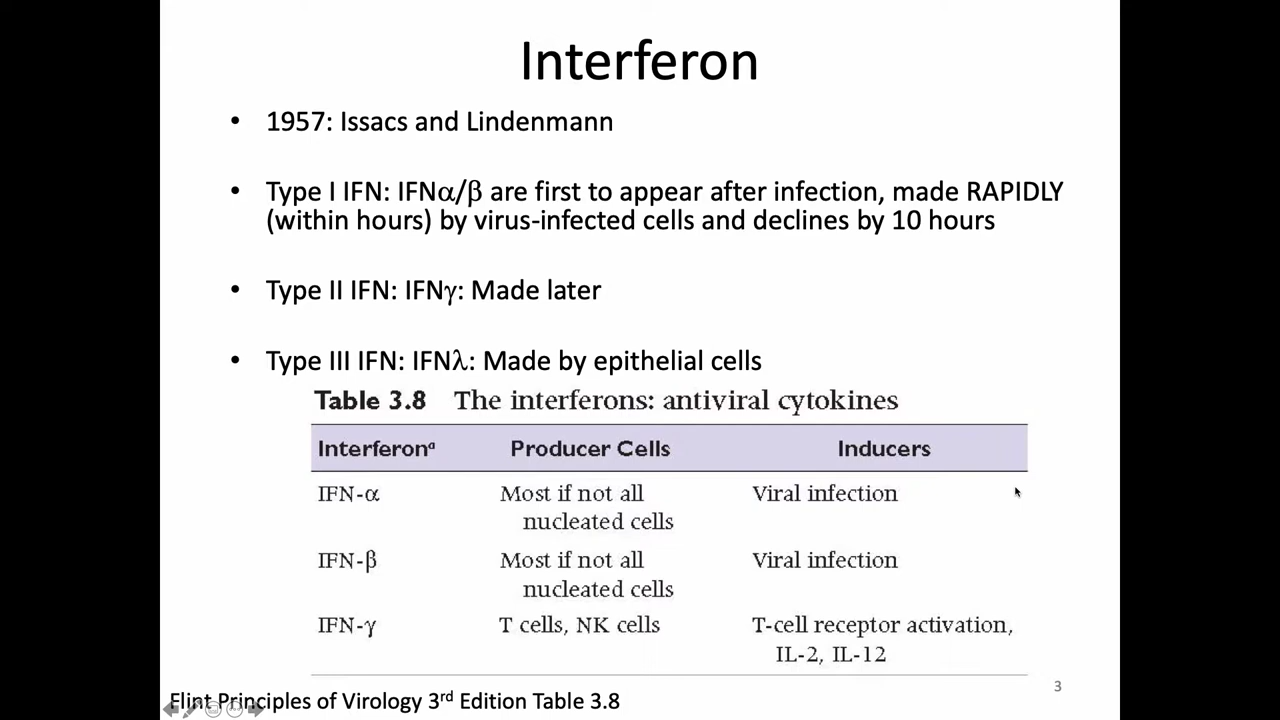 Interferon
• 1957: Issacs and Lindenmann
• Type I IFN: IFNα/β are first to appear after infection, made RAPIDLY
(within hours) by virus-infected cells and declines by 10 hours
• Type II IFN: IFNγ: Made later
• Type III IFN: IFNλ: Made by epithelial cells
Table 3.8 The interferons: antiviral cytokines
Interferonᵃ Producer Cells Inducers
IFN-α Most if not all Viral infection
nucleated cells
IFN-β Most if not all Viral infection
nucleated cells
IFN-γ T cells, NK cells T-cell receptor activation,
IL-2, IL-12
3
Flint Principles of Virology 3rd Edition Table 3.8